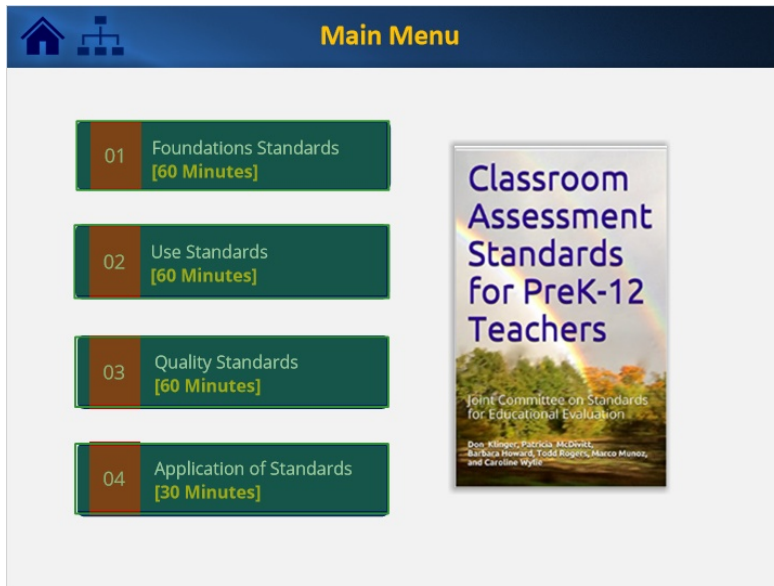 Main Menu
01
Foundations Standards
[60 Minutes]
02
Use Standards
[60 Minutes]
03
Quality Standards
[60 Minutes]
04
Application of Standards
[30 Minutes]
Classroom
Assessment
Standards
for PreK-12
Teachers
Joint Committee on Standards
for Educational Evaluation
Don Klinger, Patricia McDivitt,
Barbara Howard, Todd Rogers, Marco Munoz,
and Caroline Wylie